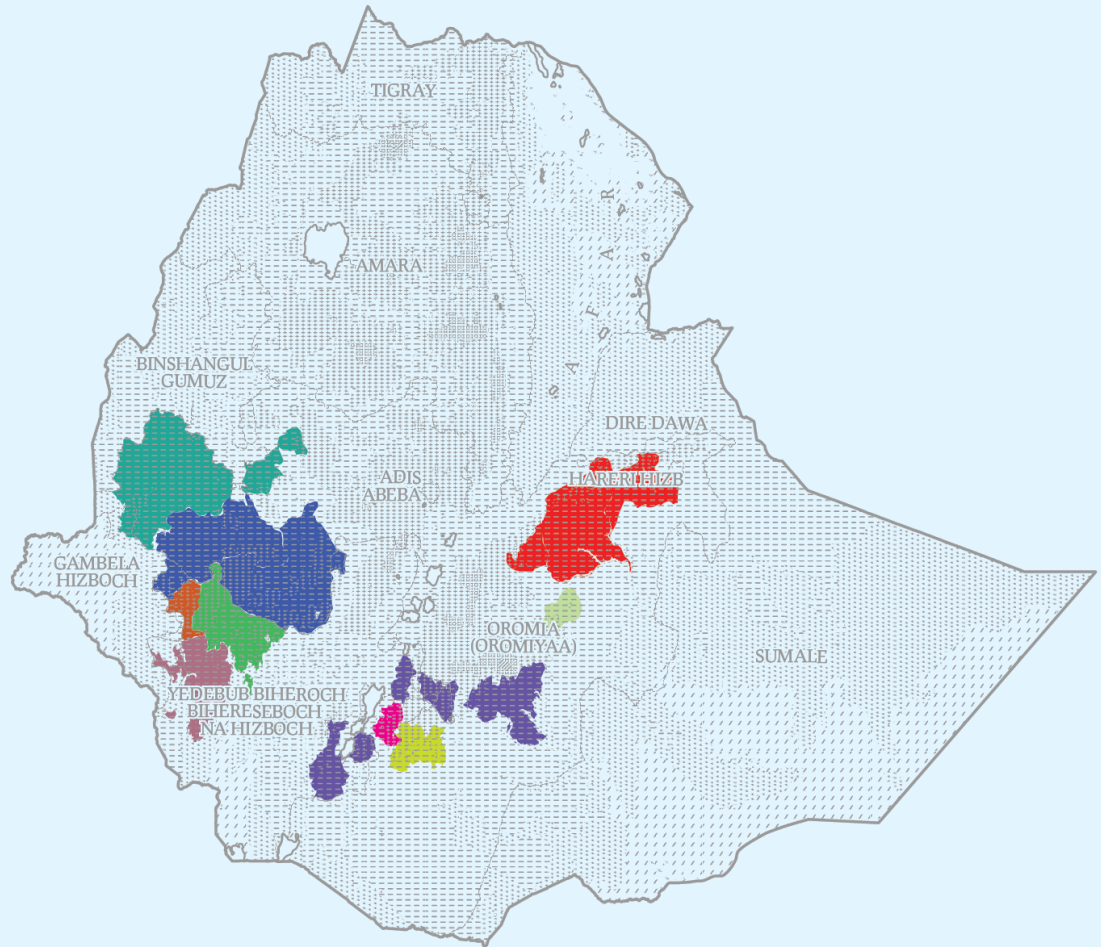 TIGRAY
AMARA
A F A R
BINSHANGUL
GUMUZ
DIRE DAWA
ADIS
ABEBA
HARERI HIZB
GAMBELA
HIZBOCH
OROMIA
(OROMIYAA)
SUMALE
YEDEBUB BIHEROCH
BIHERESEBOCH
NA HIZBOCH